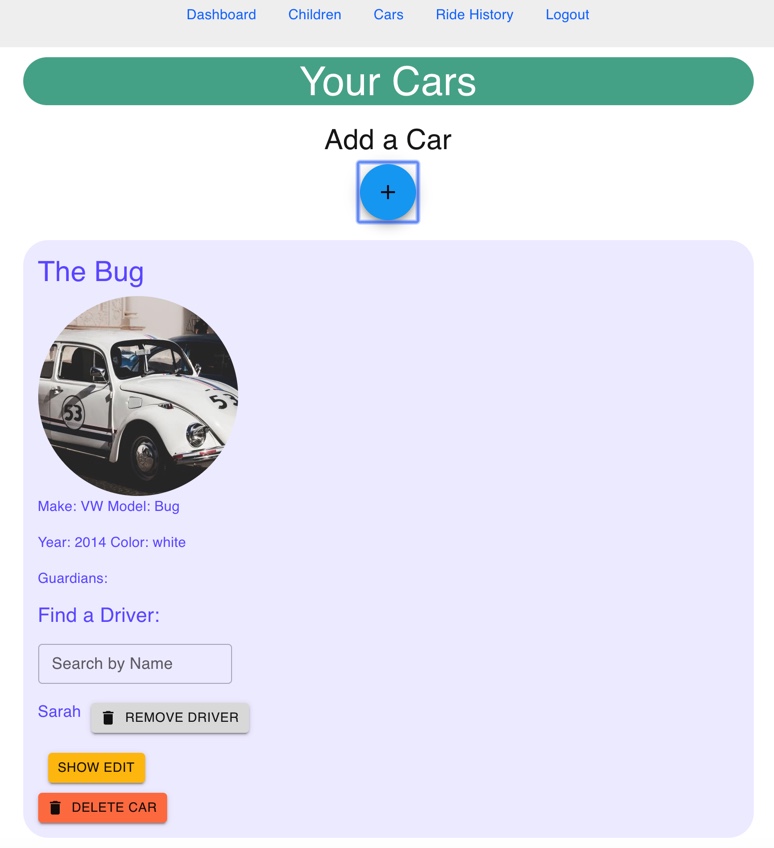 Dashboard Children Cars Ride History Logout
Your Cars
Add a Car
+
The Bug
53 53
Make: VW Model: Bug
Year: 2014 Color: white
Guardians:
Find a Driver:
Search by Name
Sarah REMOVE DRIVER
SHOW EDIT
DELETE CAR